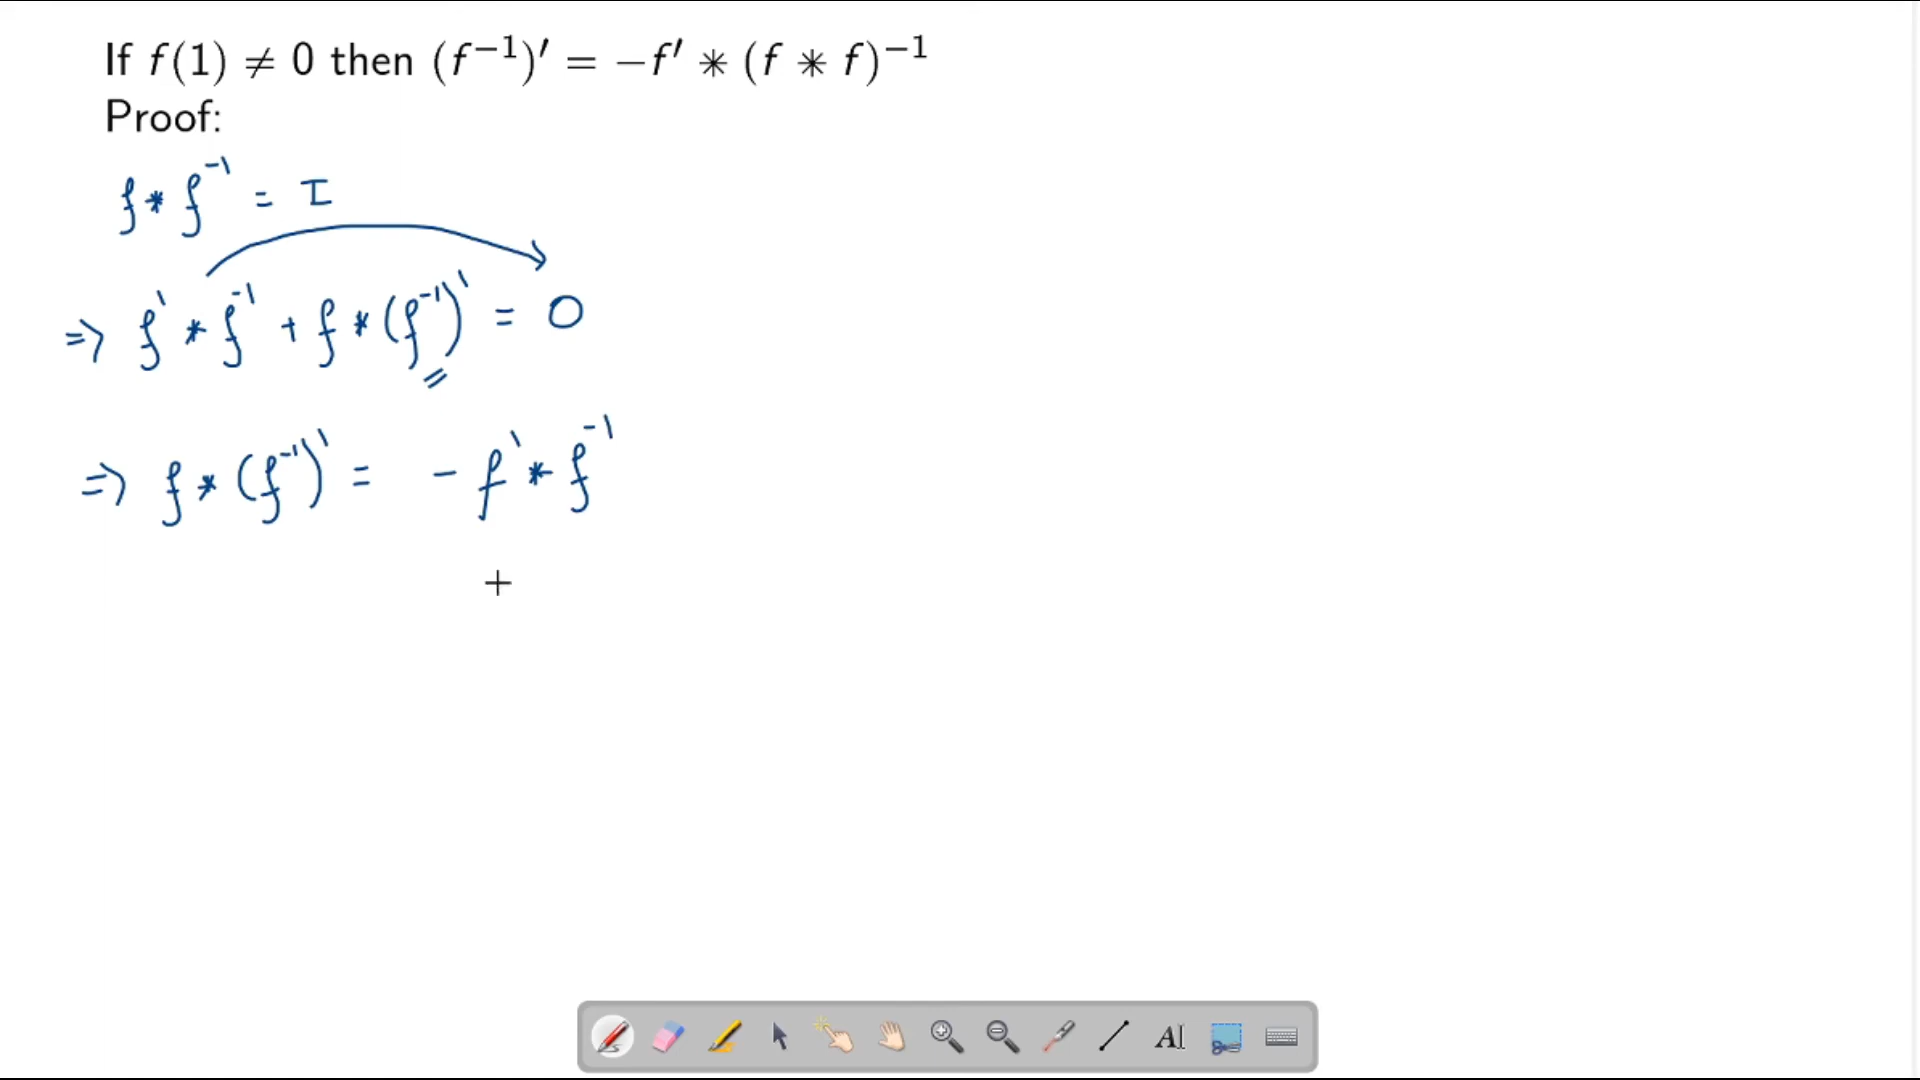 If f(1) ≠ 0 then (f⁻¹)′ = −f′ ∗ (f ∗ f)⁻¹
Proof:
f * f⁻¹ = I
⇒ f' * f⁻¹ + f * (f⁻¹)' = 0
⇒ f * (f⁻¹)' = - f' * f⁻¹
A